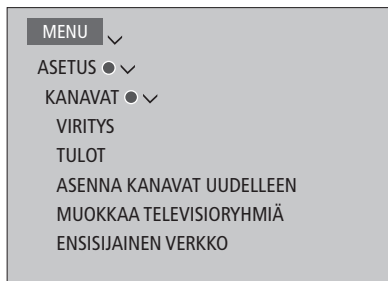 MENU
ASETUS
KANAVAT
VIRITYS
TULOT
ASENNA KANAVAT UUDELLEEN
MUOKKAA TELEVISIORYHMIÄ
ENSISIJAINEN VERKKO